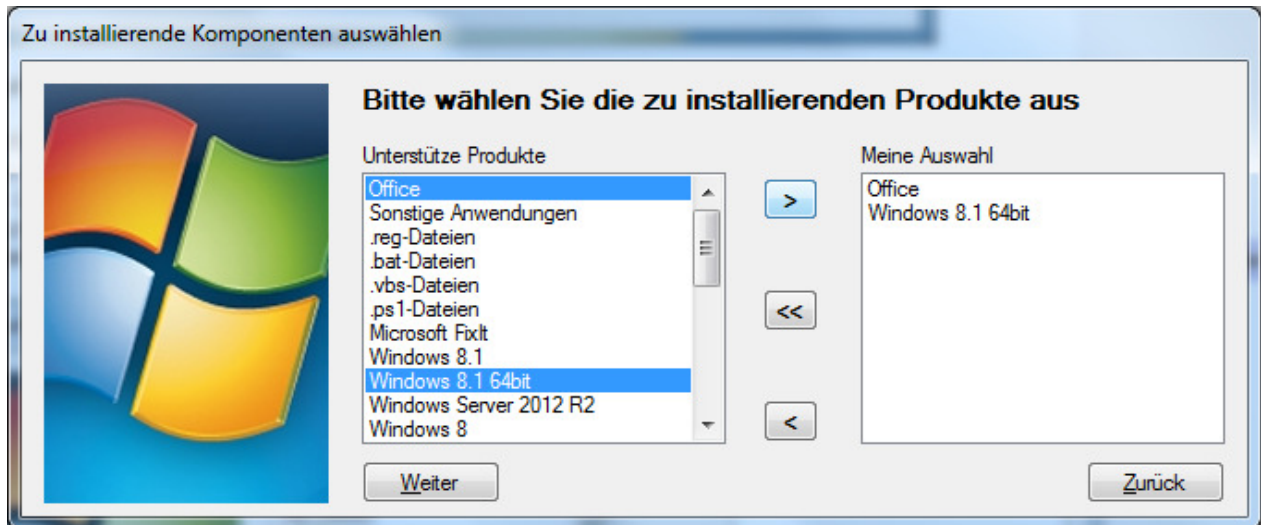 Zu installierende Komponenten auswählen
Bitte wählen Sie die zu installierenden Produkte aus
Unterstütze Produkte
Office
Sonstige Anwendungen
.reg-Dateien
.bat-Dateien
.vbs-Dateien
.ps1-Dateien
Microsoft FixIt
Windows 8.1
Windows 8.1 64bit
Windows Server 2012 R2
Windows 8
>
<<
<
Meine Auswahl
Office
Windows 8.1 64bit
Weiter
Zurück